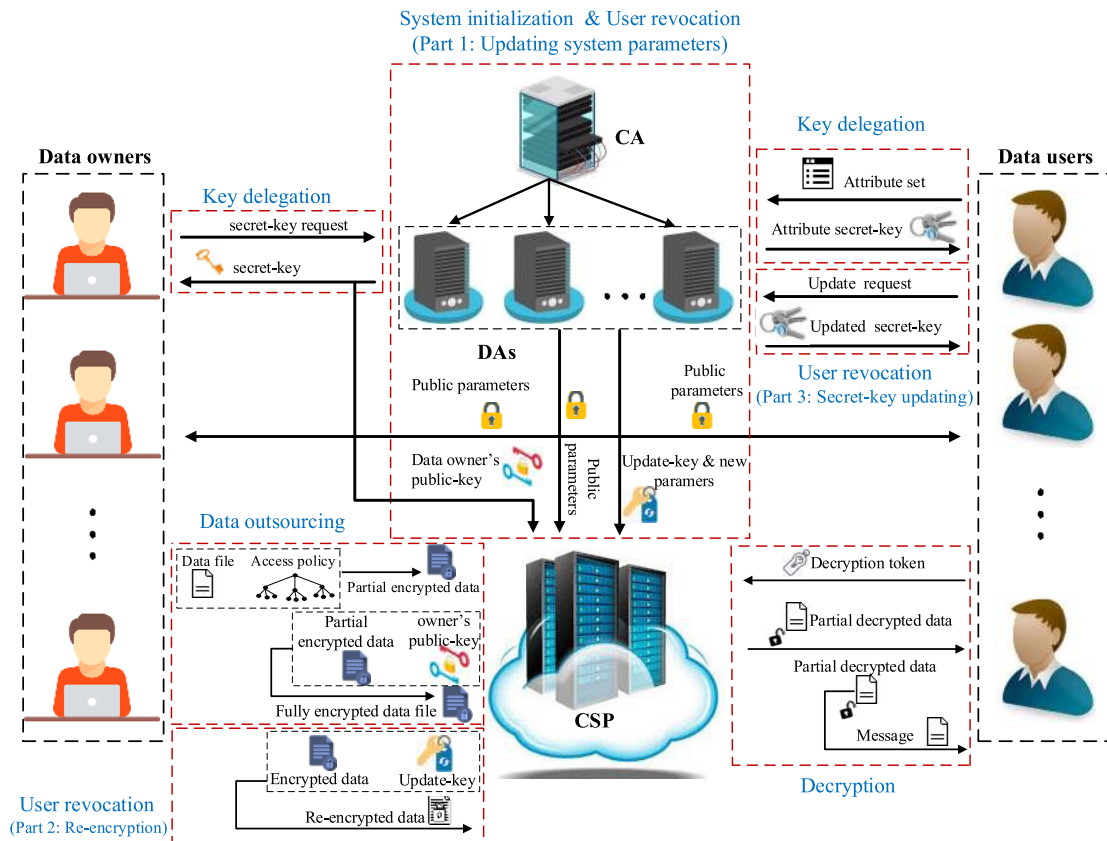 System initialization & User revocation
(Part 1: Updating system parameters)
CA
Data owners
Key delegation
secret-key request
secret-key
Key delegation
Attribute set
Attribute secret-key
Data users
Update request
Updated secret-key
User revocation
(Part 3: Secret-key updating)
DAs
Public parameters
Public
parameters
Data owner's
public-key
Public
parameters
Update-key & new
paramers
Data outsourcing
Data file
Access policy
Partial encrypted data
Partial
encrypted data
owner's
public-key
Fully encrypted data file
CSP
Decryption token
Partial decrypted data
Partial decrypted data
Message
Decryption
Encrypted data
Update-key
Re-encrypted data
User revocation
(Part 2: Re-encryption)